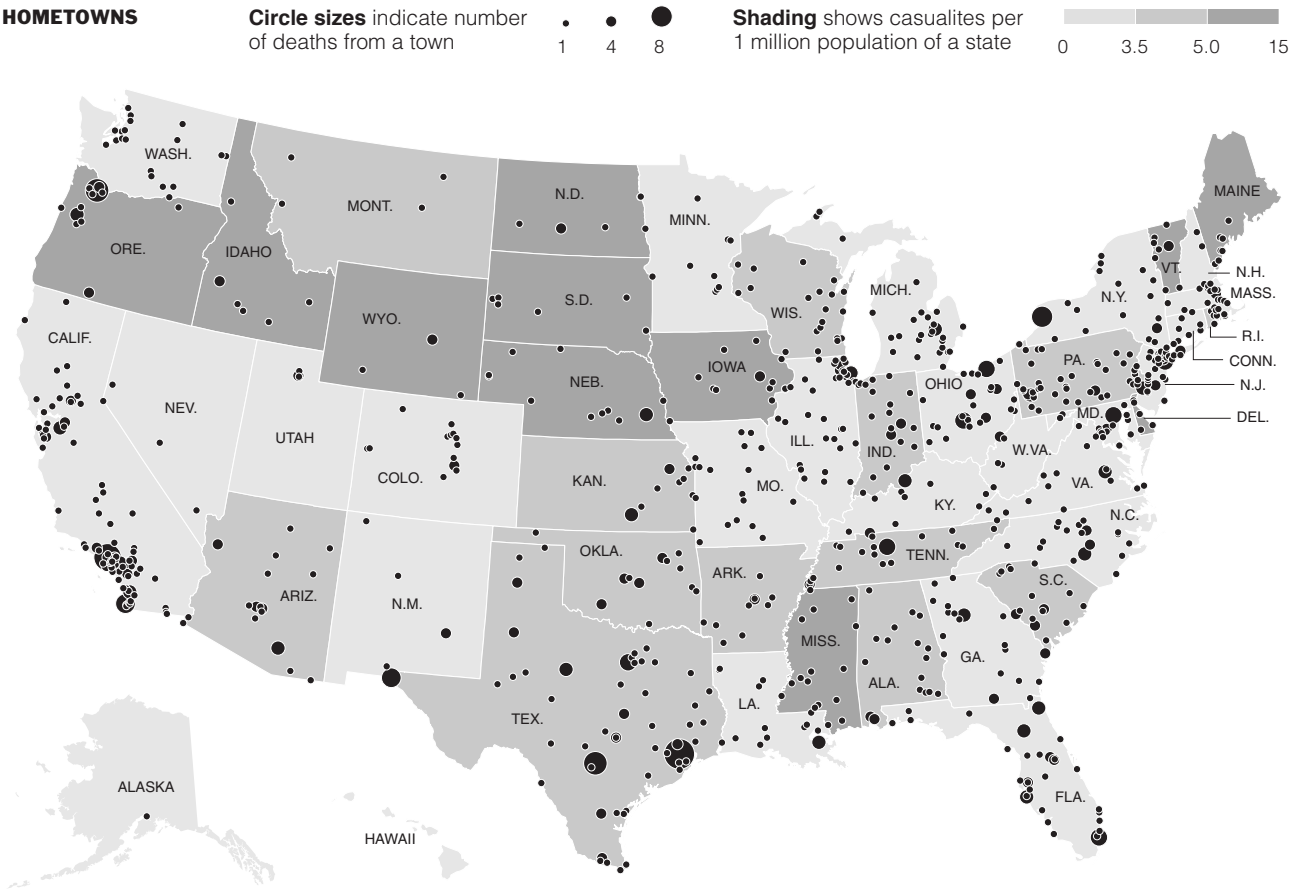 HOMETOWNS
Circle sizes indicate number
of deaths from a town
1 4 8
Shading shows casualites per
1 million population of a state
0 3.5 5.0 15
WASH.
ORE.
IDAHO
MONT.
N.D.
MINN.
WIS.
MICH.
N.Y.
VT.
MAINE
N.H.
MASS.
R.I.
CONN.
N.J.
DEL.
CALIF.
NEV.
UTAH
WYO.
S.D.
NEB.
IOWA
ILL.
IND.
OHIO
PA.
MD.
W.VA.
VA.
COLO.
KAN.
MO.
KY.
N.C.
ARIZ.
N.M.
OKLA.
ARK.
TENN.
S.C.
TEX.
LA.
MISS.
ALA.
GA.
FLA.
ALASKA
HAWAII